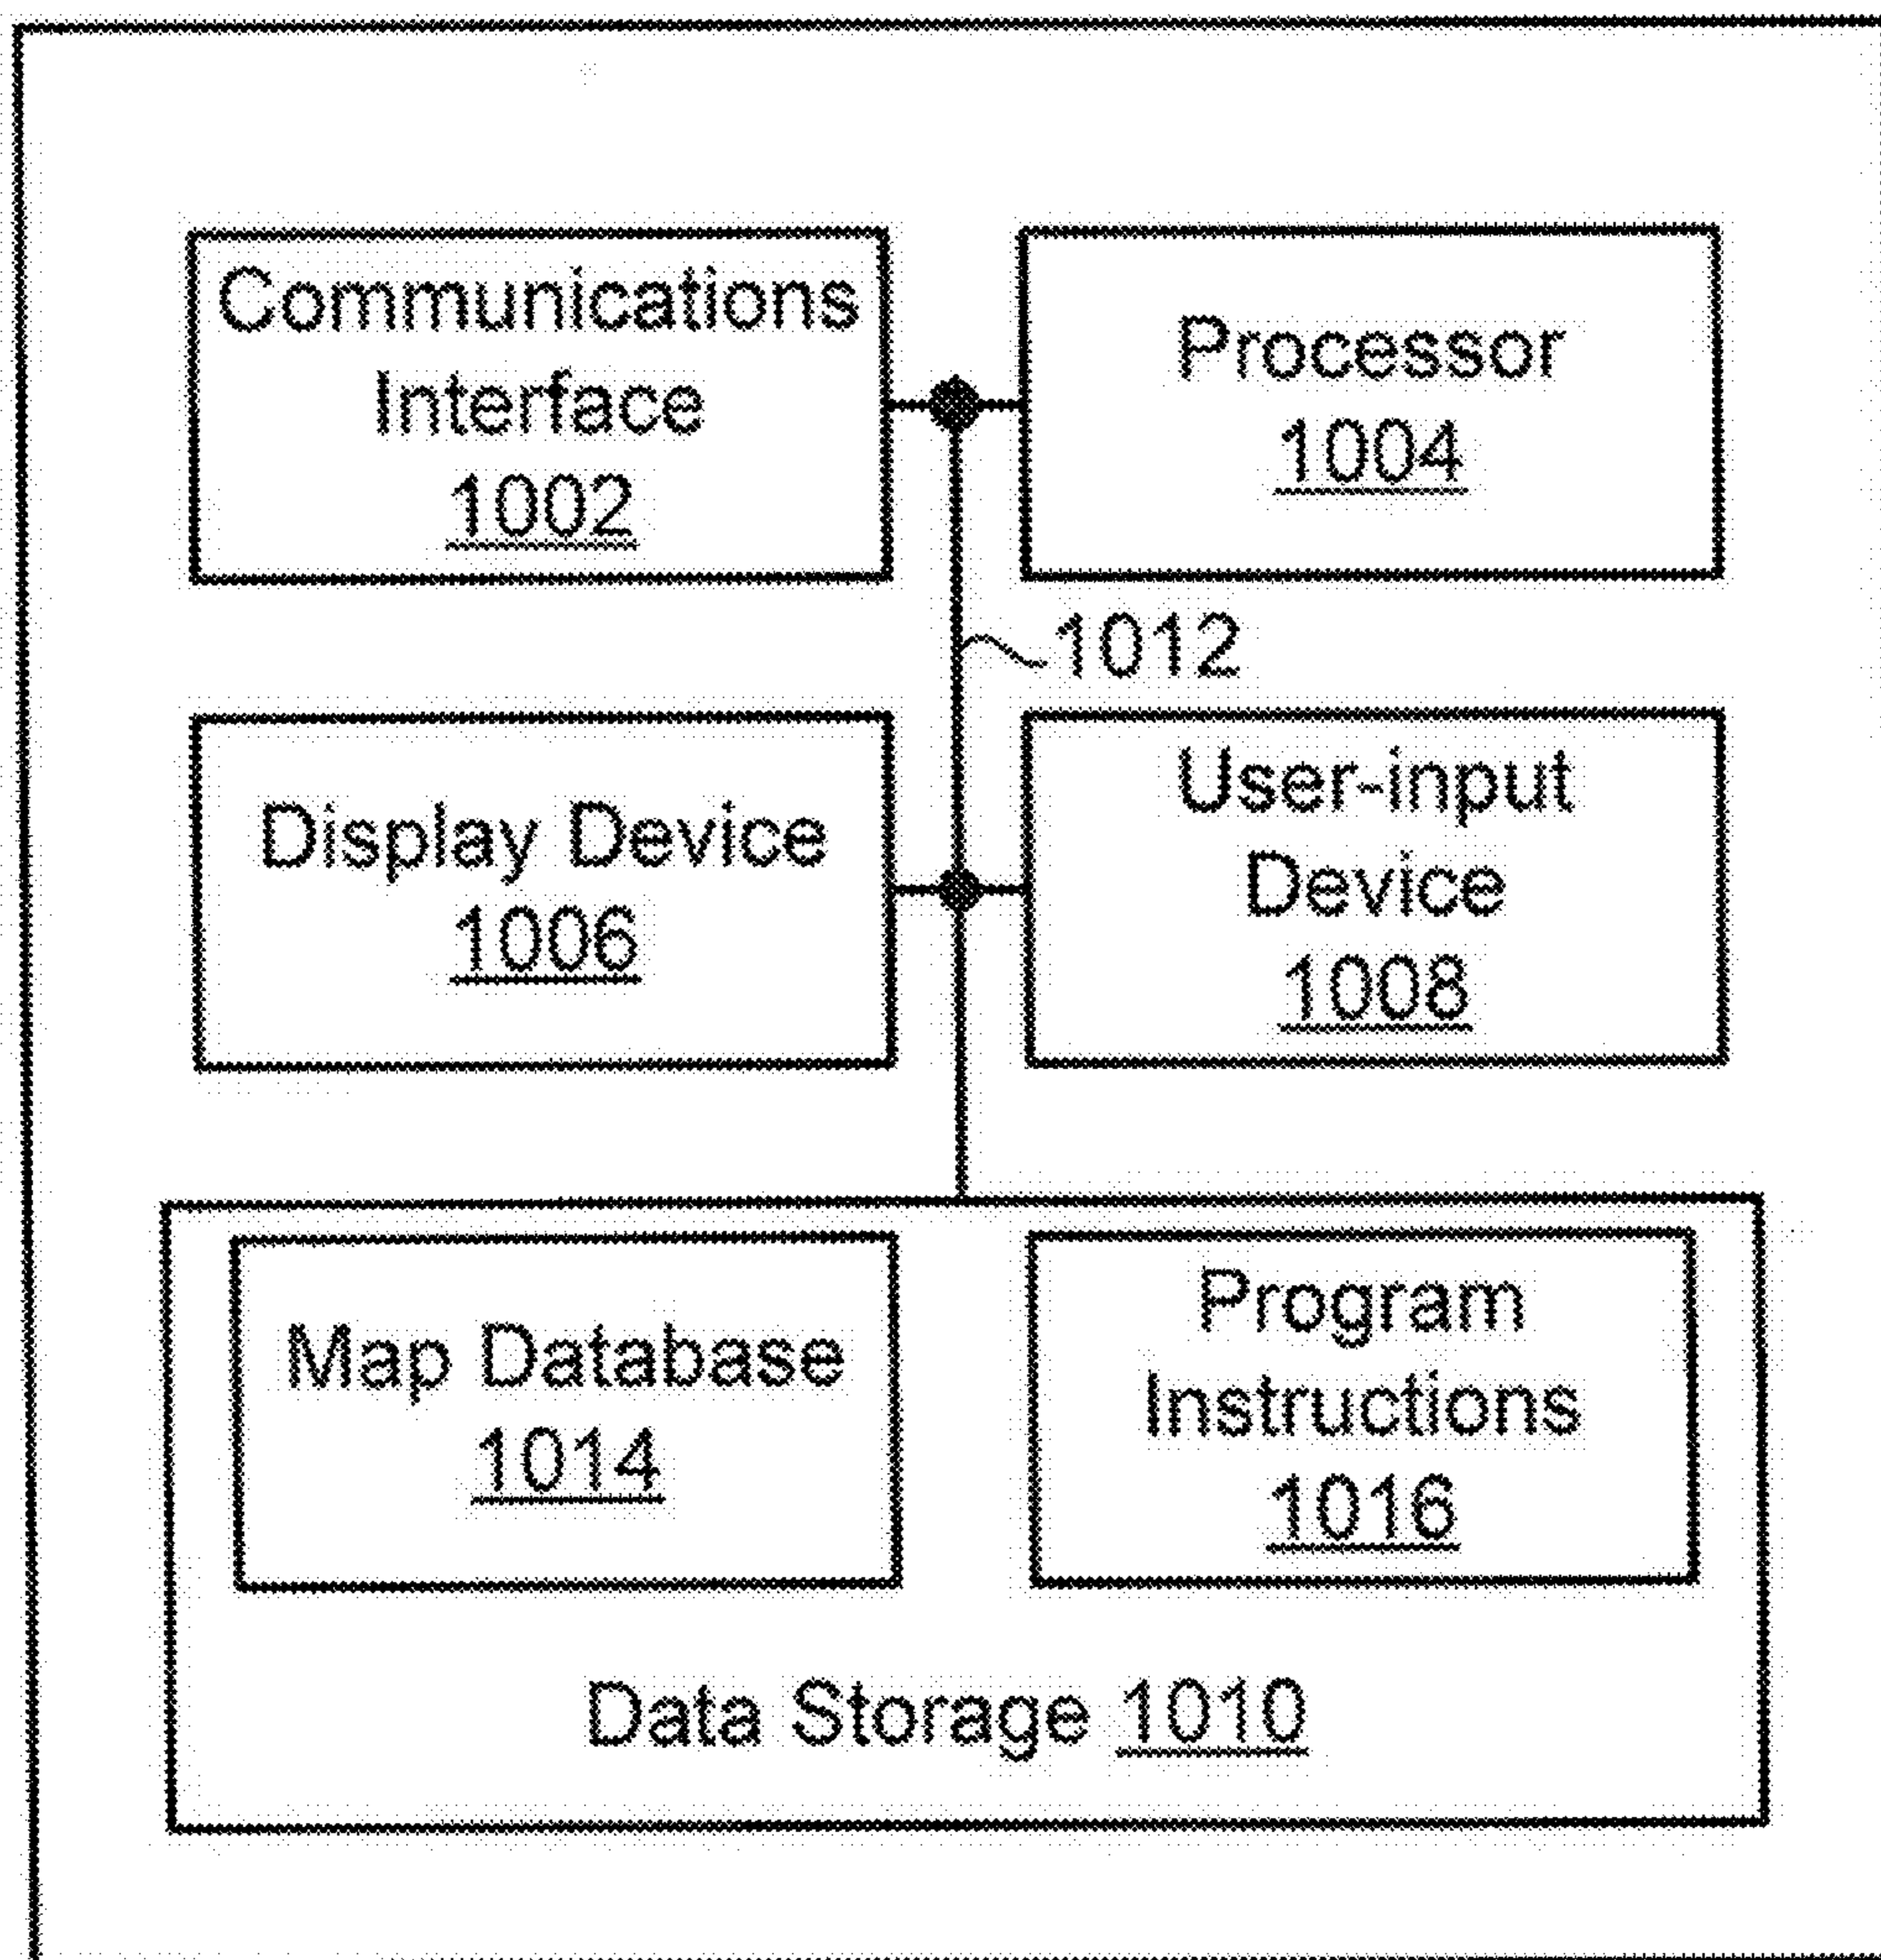 Communications
Interface
1002
Processor
1004
1012
Display Device
1006
User-input
Device
1008
Map Database
1014
Program
Instructions
1016
Data Storage 1010